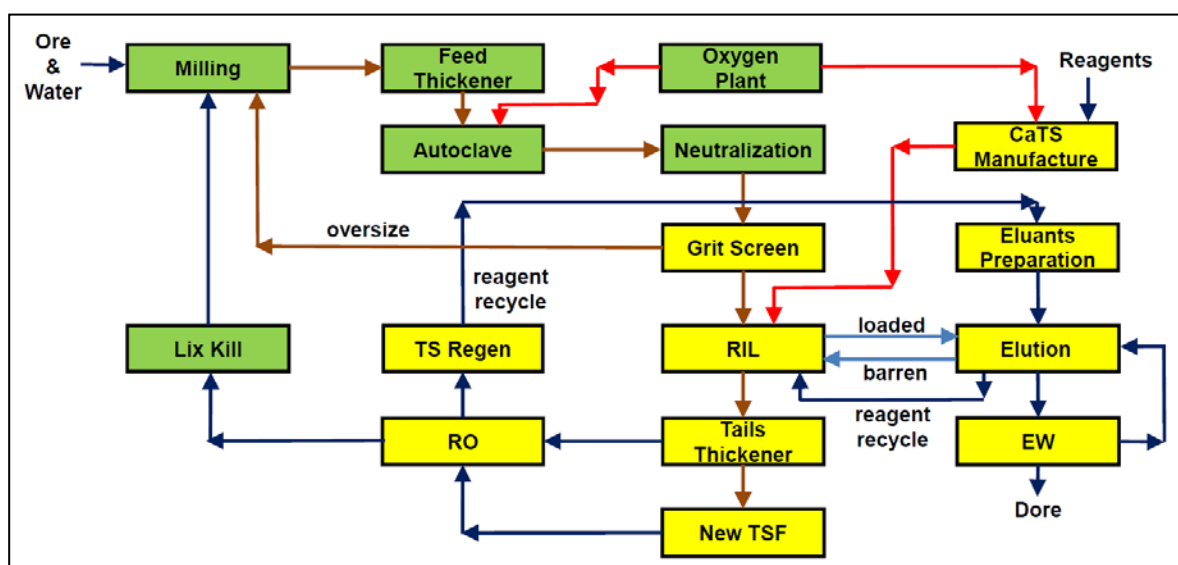 Ore
&
Water
Milling
Feed
Thickener
Oxygen
Plant
Reagents
Autoclave
Neutralization
CaTS
Manufacture
oversize
Grit Screen
Eluants
Preparation
reagent
recycle
Lix Kill
TS Regen
RIL
loaded
barren
Elution
reagent
recycle
RO
Tails
Thickener
EW
New TSF
Dore